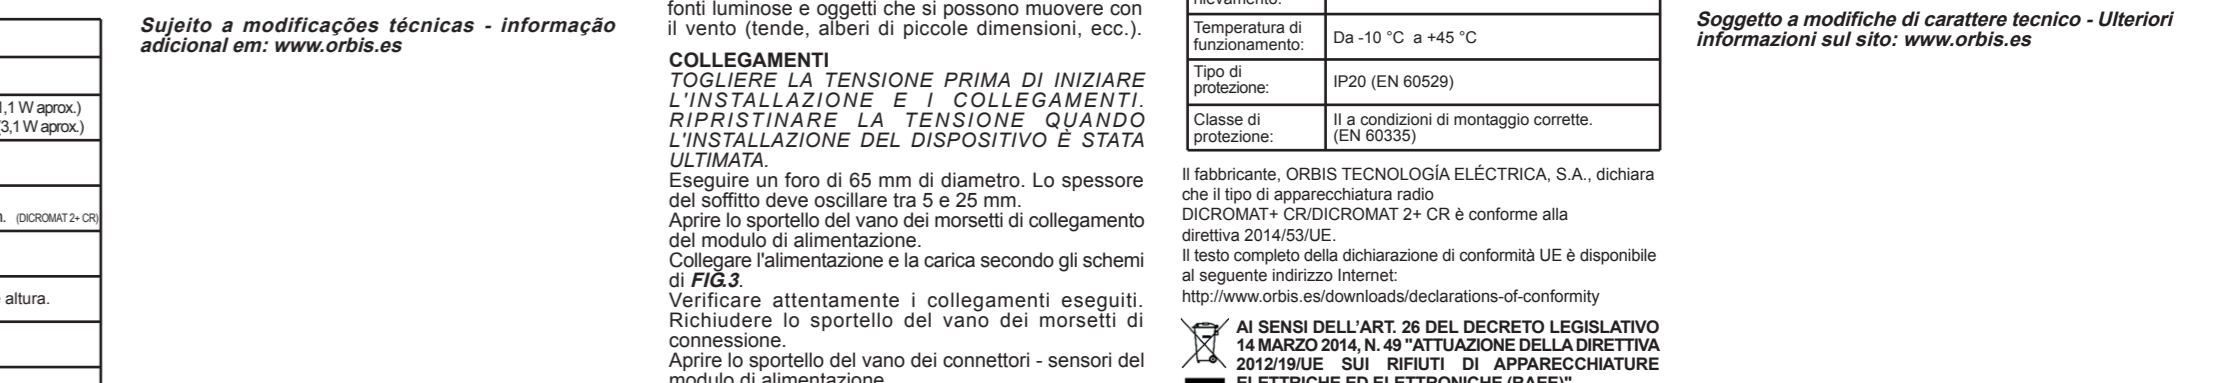 1,1 W aprox.)
3,1 W aprox.)
(DICROMAT 2+ CR)
altura.
Sujeito a modificações técnicas - informação
adicional em: www.orbis.es
fonti luminose e oggetti che si possono muovere con
il vento (tende, alberi di piccole dimensioni, ecc.).
COLLEGAMENTI
TOGLIERE LA TENSIONE PRIMA DI INIZIARE
L'INSTALLAZIONE E I COLLEGAMENTI.
RIPRISTINARE LA TENSIONE QUANDO
L'INSTALLAZIONE DEL DISPOSITIVO È STATA
ULTIMATA.
Eseguire un foro di 65 mm di diametro. Lo spessore
del soffitto deve oscillare tra 5 e 25 mm.
Aprire lo sportello del vano dei morsetti di collegamento
del modulo di alimentazione.
Collegare l'alimentazione e la carica secondo gli schemi
di FIG.3.
Verificare attentamente i collegamenti eseguiti.
Richiudere lo sportello del vano dei morsetti di
connessione.
Aprire lo sportello del vano dei connettori - sensori del
modulo di alimentazione
rilevamento:
Temperatura di
funzionamento:
Da -10 °C a +45 °C
Tipo di
protezione:
IP20 (EN 60529)
Classe di
protezione:
II a condizioni di montaggio corrette.
(EN 60335)
Il fabbricante, ORBIS TECNOLOGÍA ELÉCTRICA, S.A., dichiara
che il tipo di apparecchiatura radio
DICROMAT+ CR/DICROMAT 2+ CR è conforme alla
direttiva 2014/53/UE.
Il testo completo della dichiarazione di conformità UE è disponibile
al seguente indirizzo Internet:
http://www.orbis.es/downloads/declarations-of-conformity
AI SENSI DELL'ART. 26 DEL DECRETO LEGISLATIVO
14 MARZO 2014, N. 49 "ATTUAZIONE DELLA DIRETTIVA
2012/19/UE SUI RIFIUTI DI APPARECCHIATURE
ELETTRICHE ED ELETTRONICHE (RAEE)"
Soggetto a modifiche di carattere tecnico - Ulteriori
informazioni sul sito: www.orbis.es